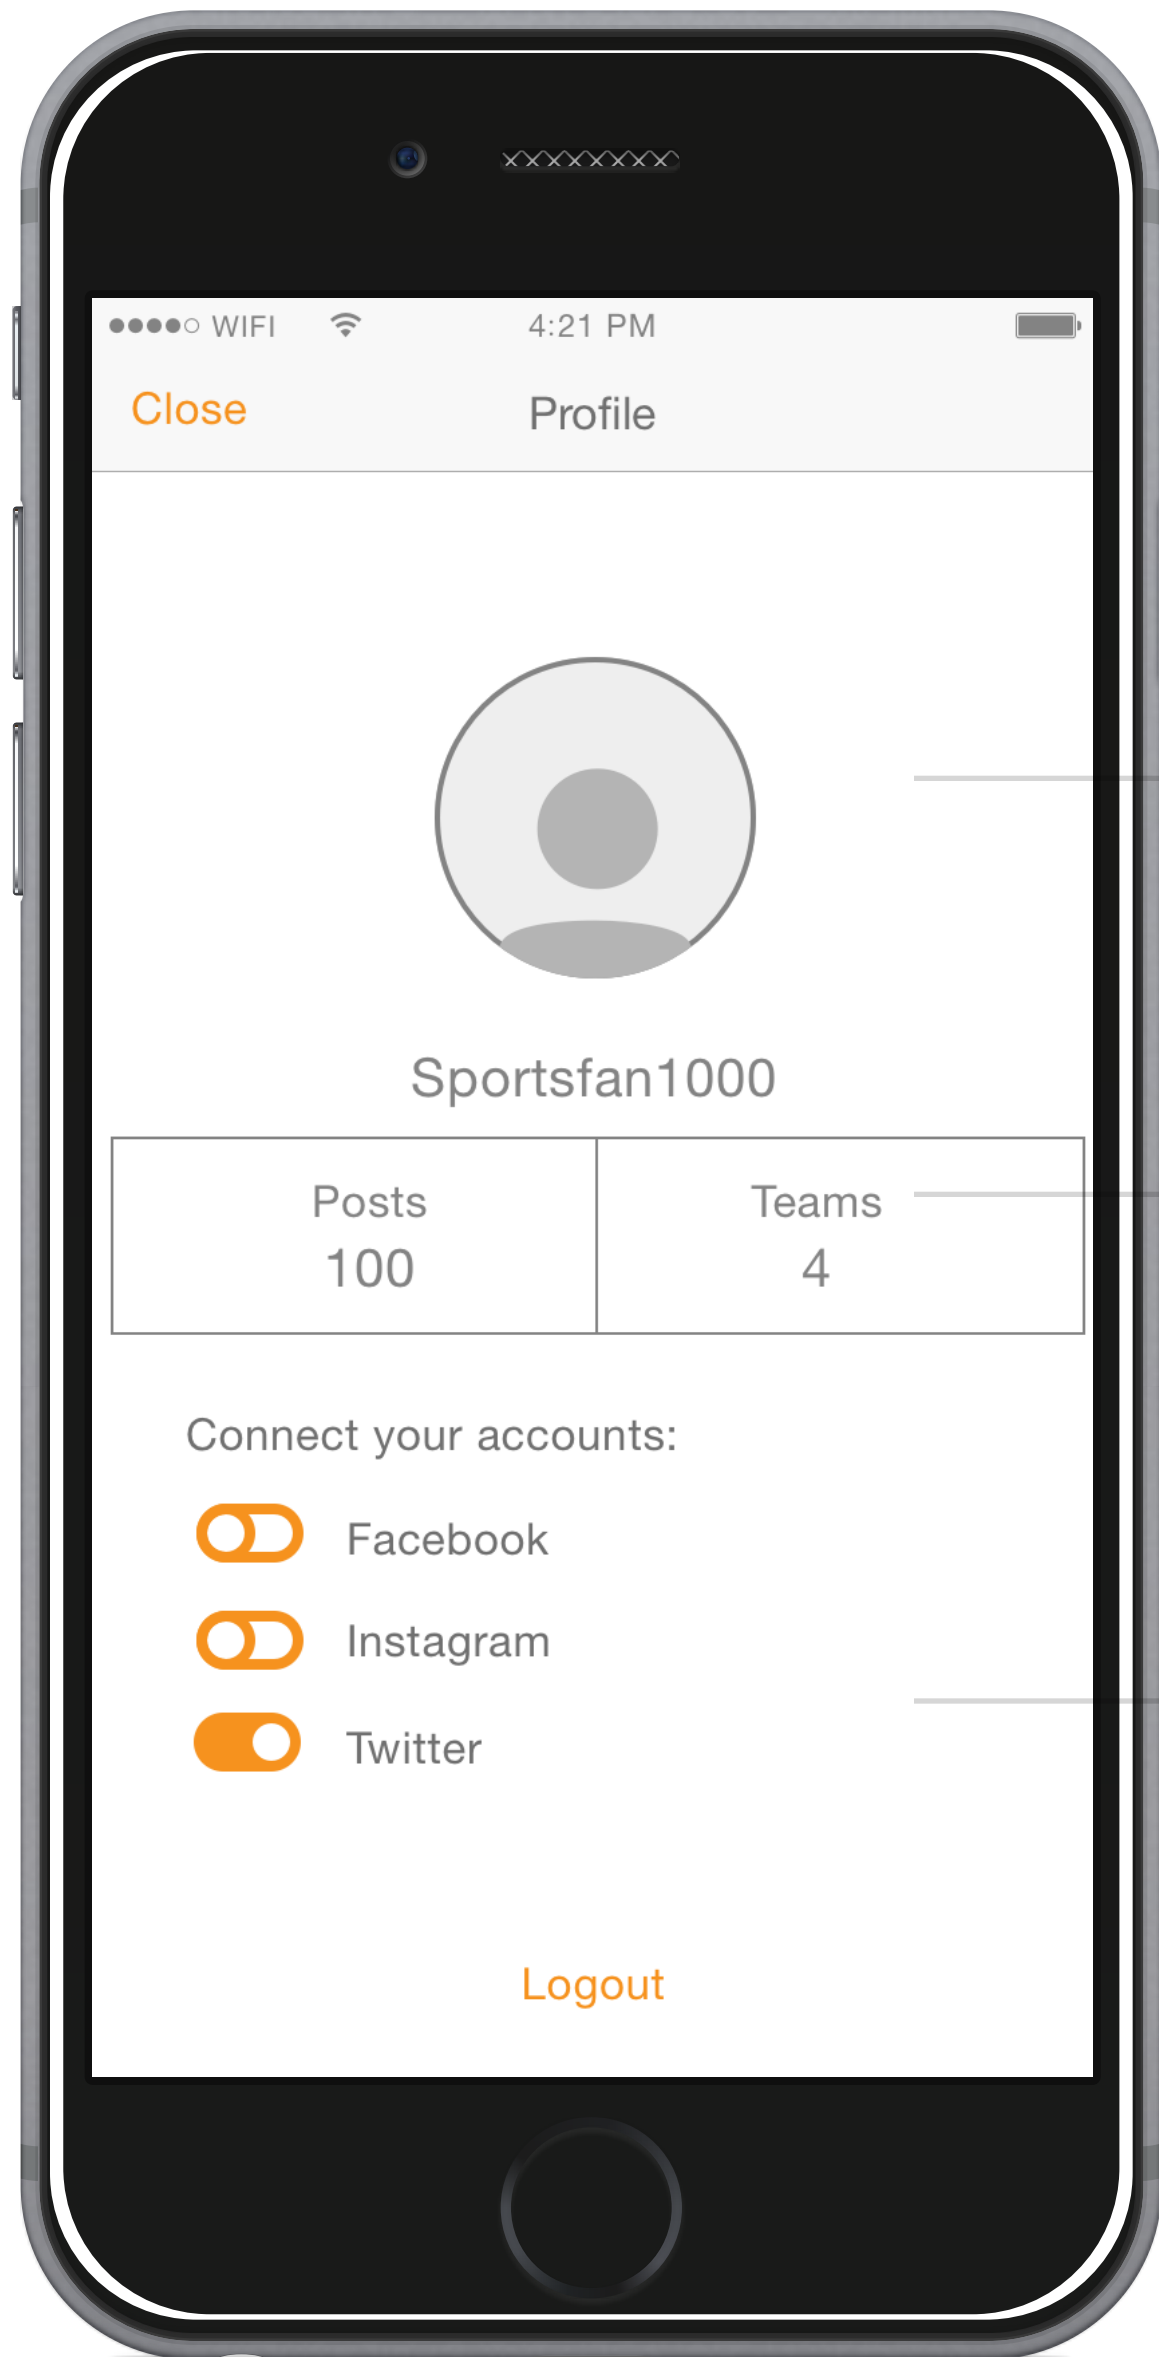 WIFI 4:21 PM
Close Profile
Sportsfan1000
Posts Teams
100 4
Connect your accounts:
Facebook
Instagram
Twitter
Logout